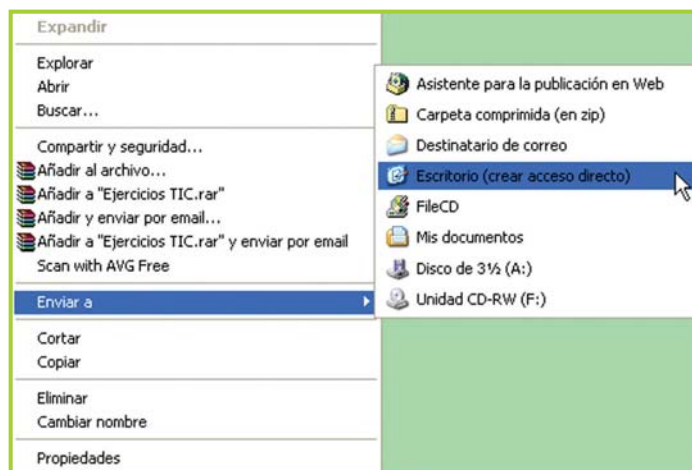 Expandir
Explorar
Abrir
Buscar...
Compartir y seguridad...
Añadir al archivo...
Añadir a "Ejercicios TIC.rar"
Añadir y enviar por email...
Añadir a "Ejercicios TIC.rar" y enviar por email
Scan with AVG Free
Enviar a
Cortar
Copiar
Eliminar
Cambiar nombre
Propiedades
Asistente para la publicación en Web
Carpeta comprimida (en zip)
Destinatario de correo
Escritorio (crear acceso directo)
FileCD
Mis documentos
Disco de 3½ (A:)
Unidad CD-RW (F:)